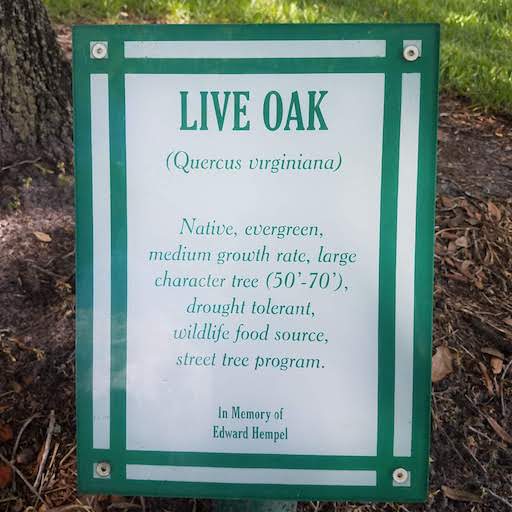 LIVE OAK
(Quercus virginiana)
Native, evergreen,
medium growth rate, large
character tree (50'-70'),
drought tolerant,
wildlife food source,
street tree program.
In Memory of
Edward Hempel